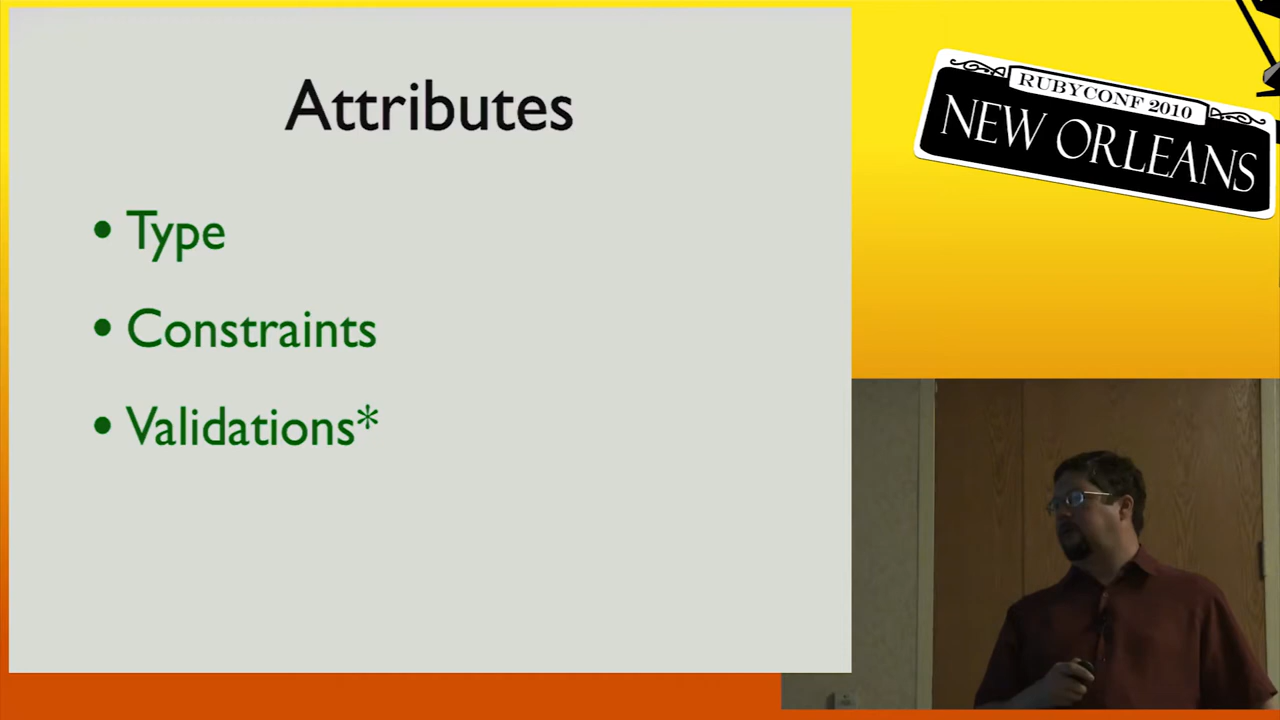 Attributes
• Type
• Constraints
• Validations*
RUBYCONF 2010
NEW ORLEANS